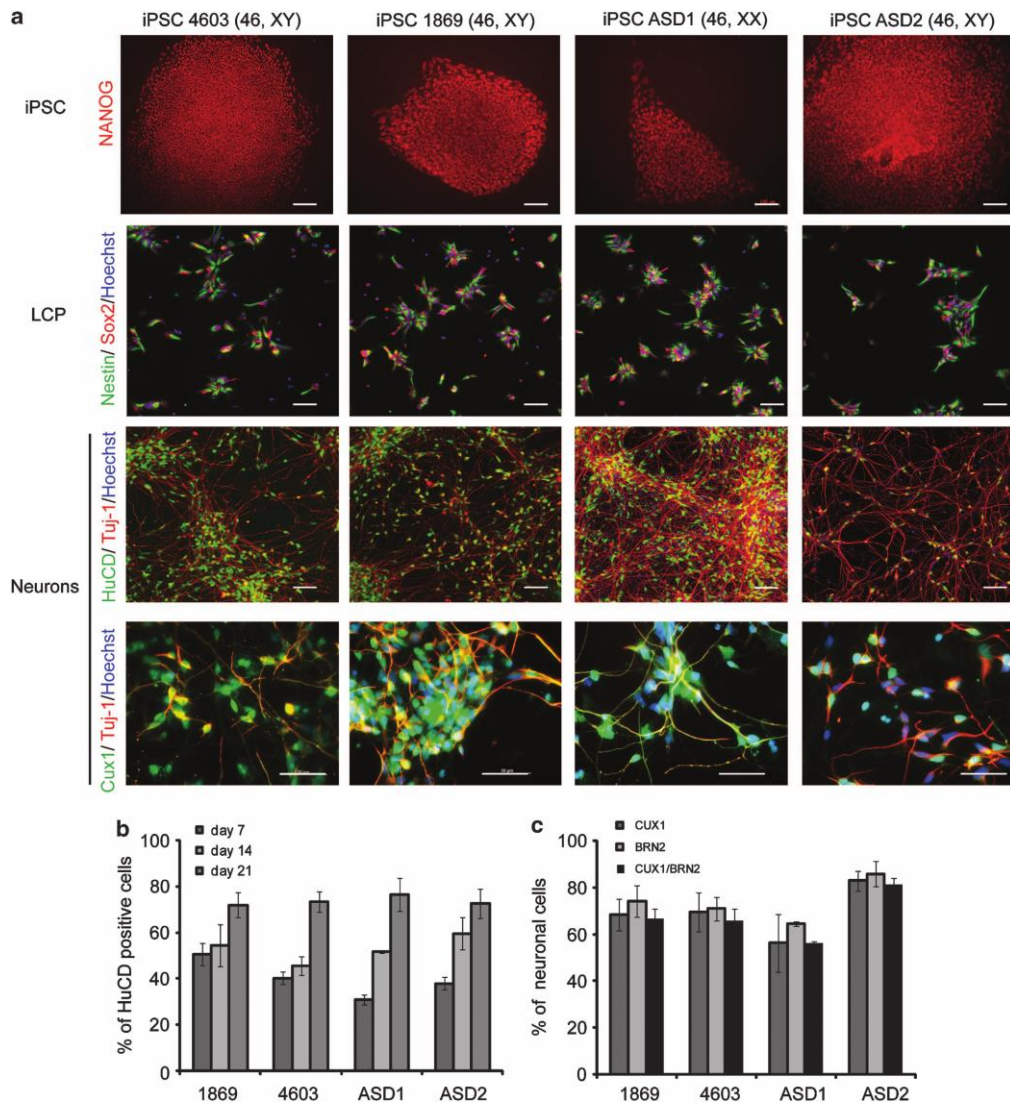 a
iPSC 4603 (46, XY)
iPSC 1869 (46, XY)
iPSC ASD1 (46, XX)
iPSC ASD2 (46, XY)
iPSC
NANOG
LCP
Nestin/ Sox2/Hoechst
Neurons
HuCD/ Tuj-1/Hoechst
Cux1/ Tuj-1/Hoechst
b
day 7
day 14
day 21
% of HuCD positive cells
100
80
60
40
20
0
1869
4603
ASD1
ASD2
c
CUX1
BRN2
CUX1/BRN2
% of neuronal cells
100
80
60
40
20
0
1869
4603
ASD1
ASD2